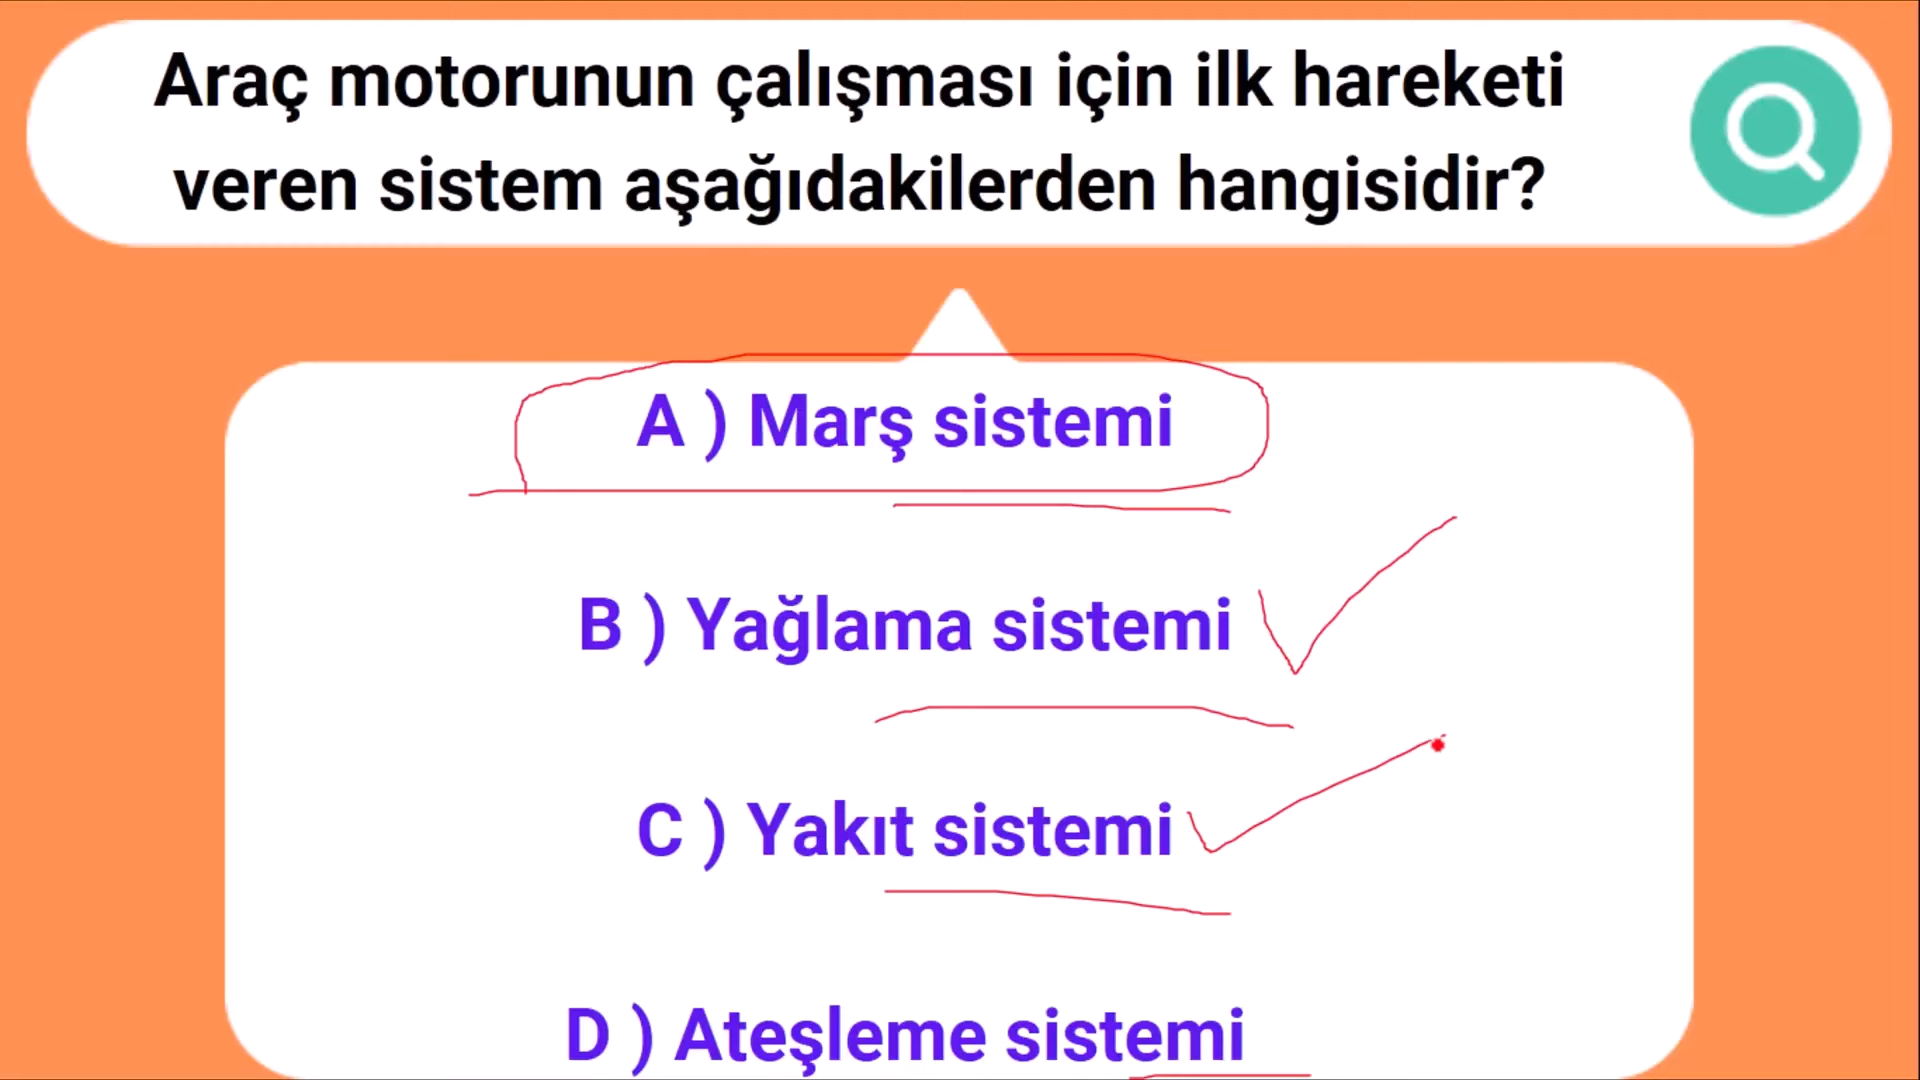 Araç motorunun çalışması için ilk hareketi
veren sistem aşağıdakilerden hangisidir?
A ) Marş sistemi
B ) Yağlama sistemi
C ) Yakıt sistemi
D ) Ateşleme sistemi